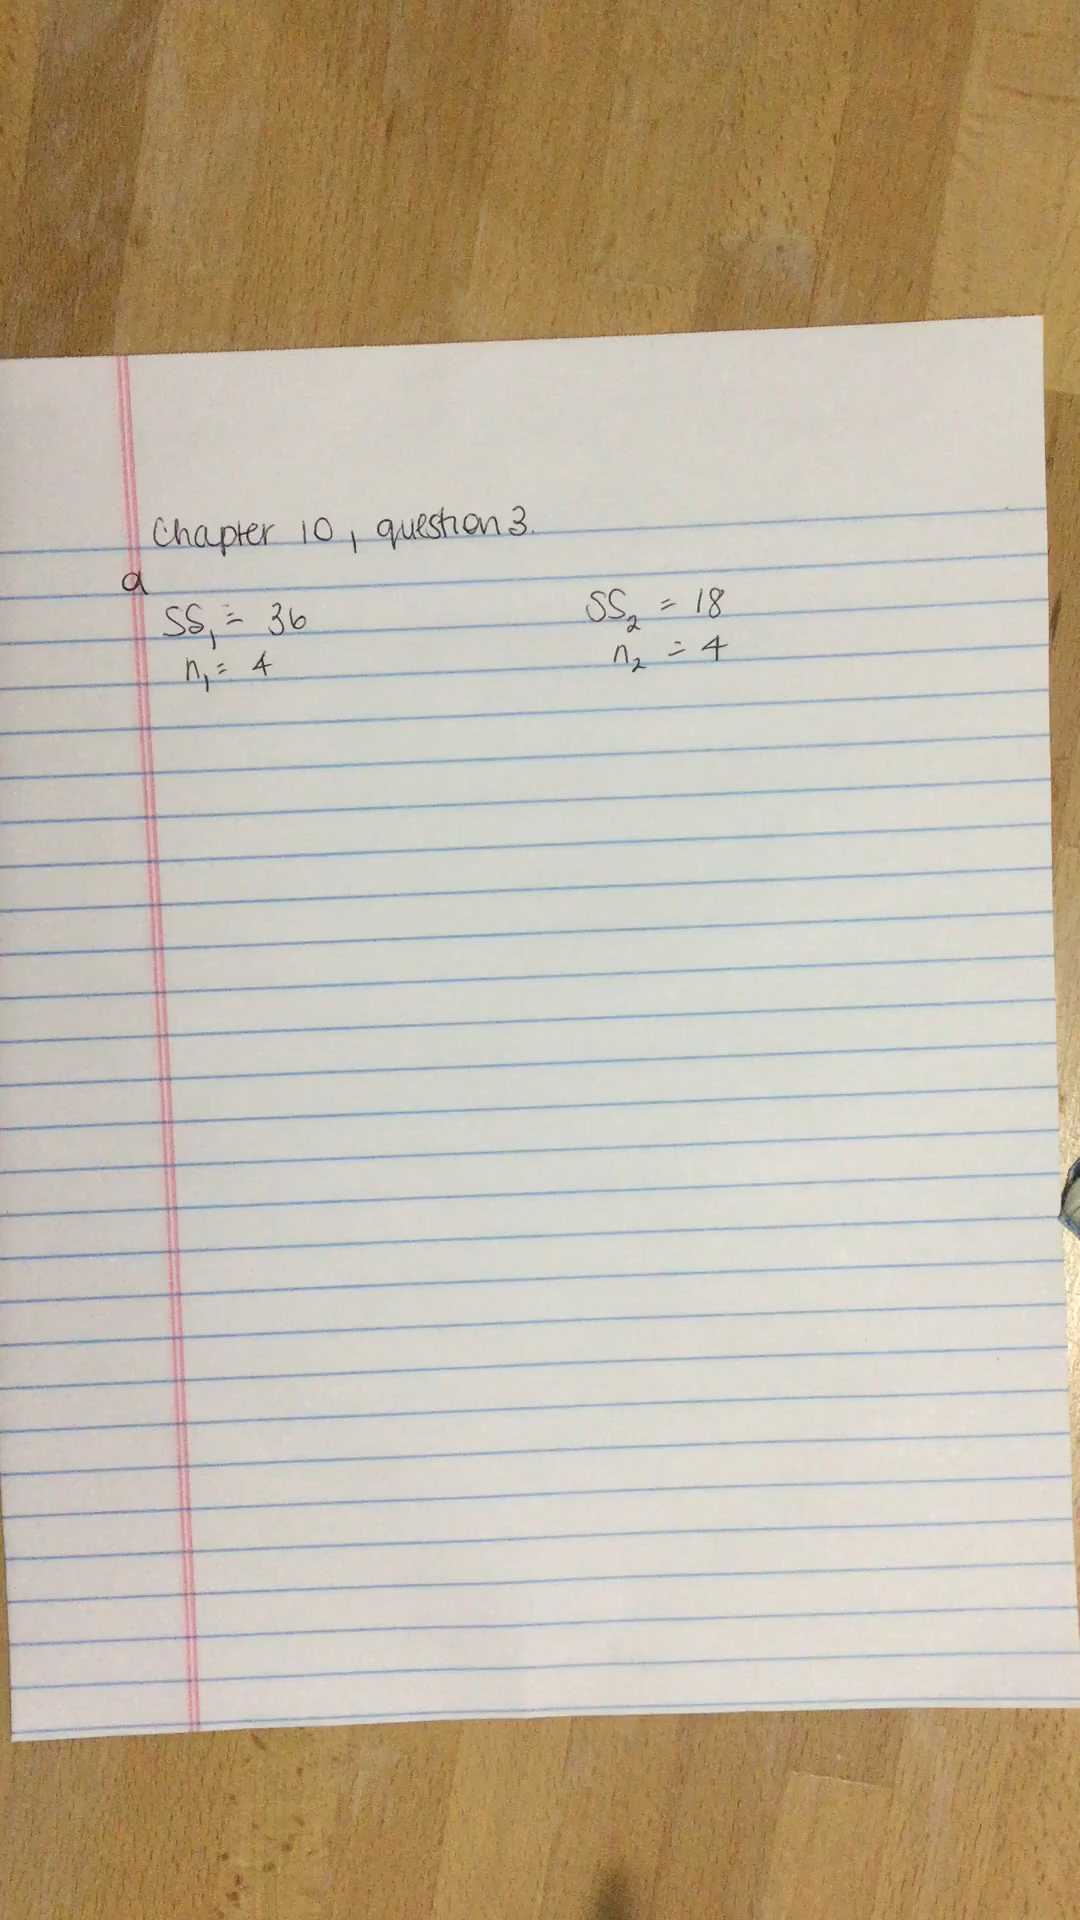 Chapter 10, question 3.
a
SS₁ = 36 SS₂ = 18
n₁ = 4 n₂ = 4